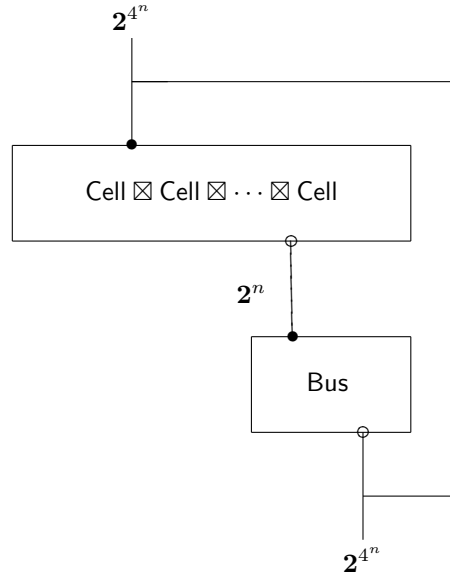 𝟐^{4^n}
Cell ⊠ Cell ⊠ ⋯ ⊠ Cell
𝟐^n
Bus
𝟐^{4^n}